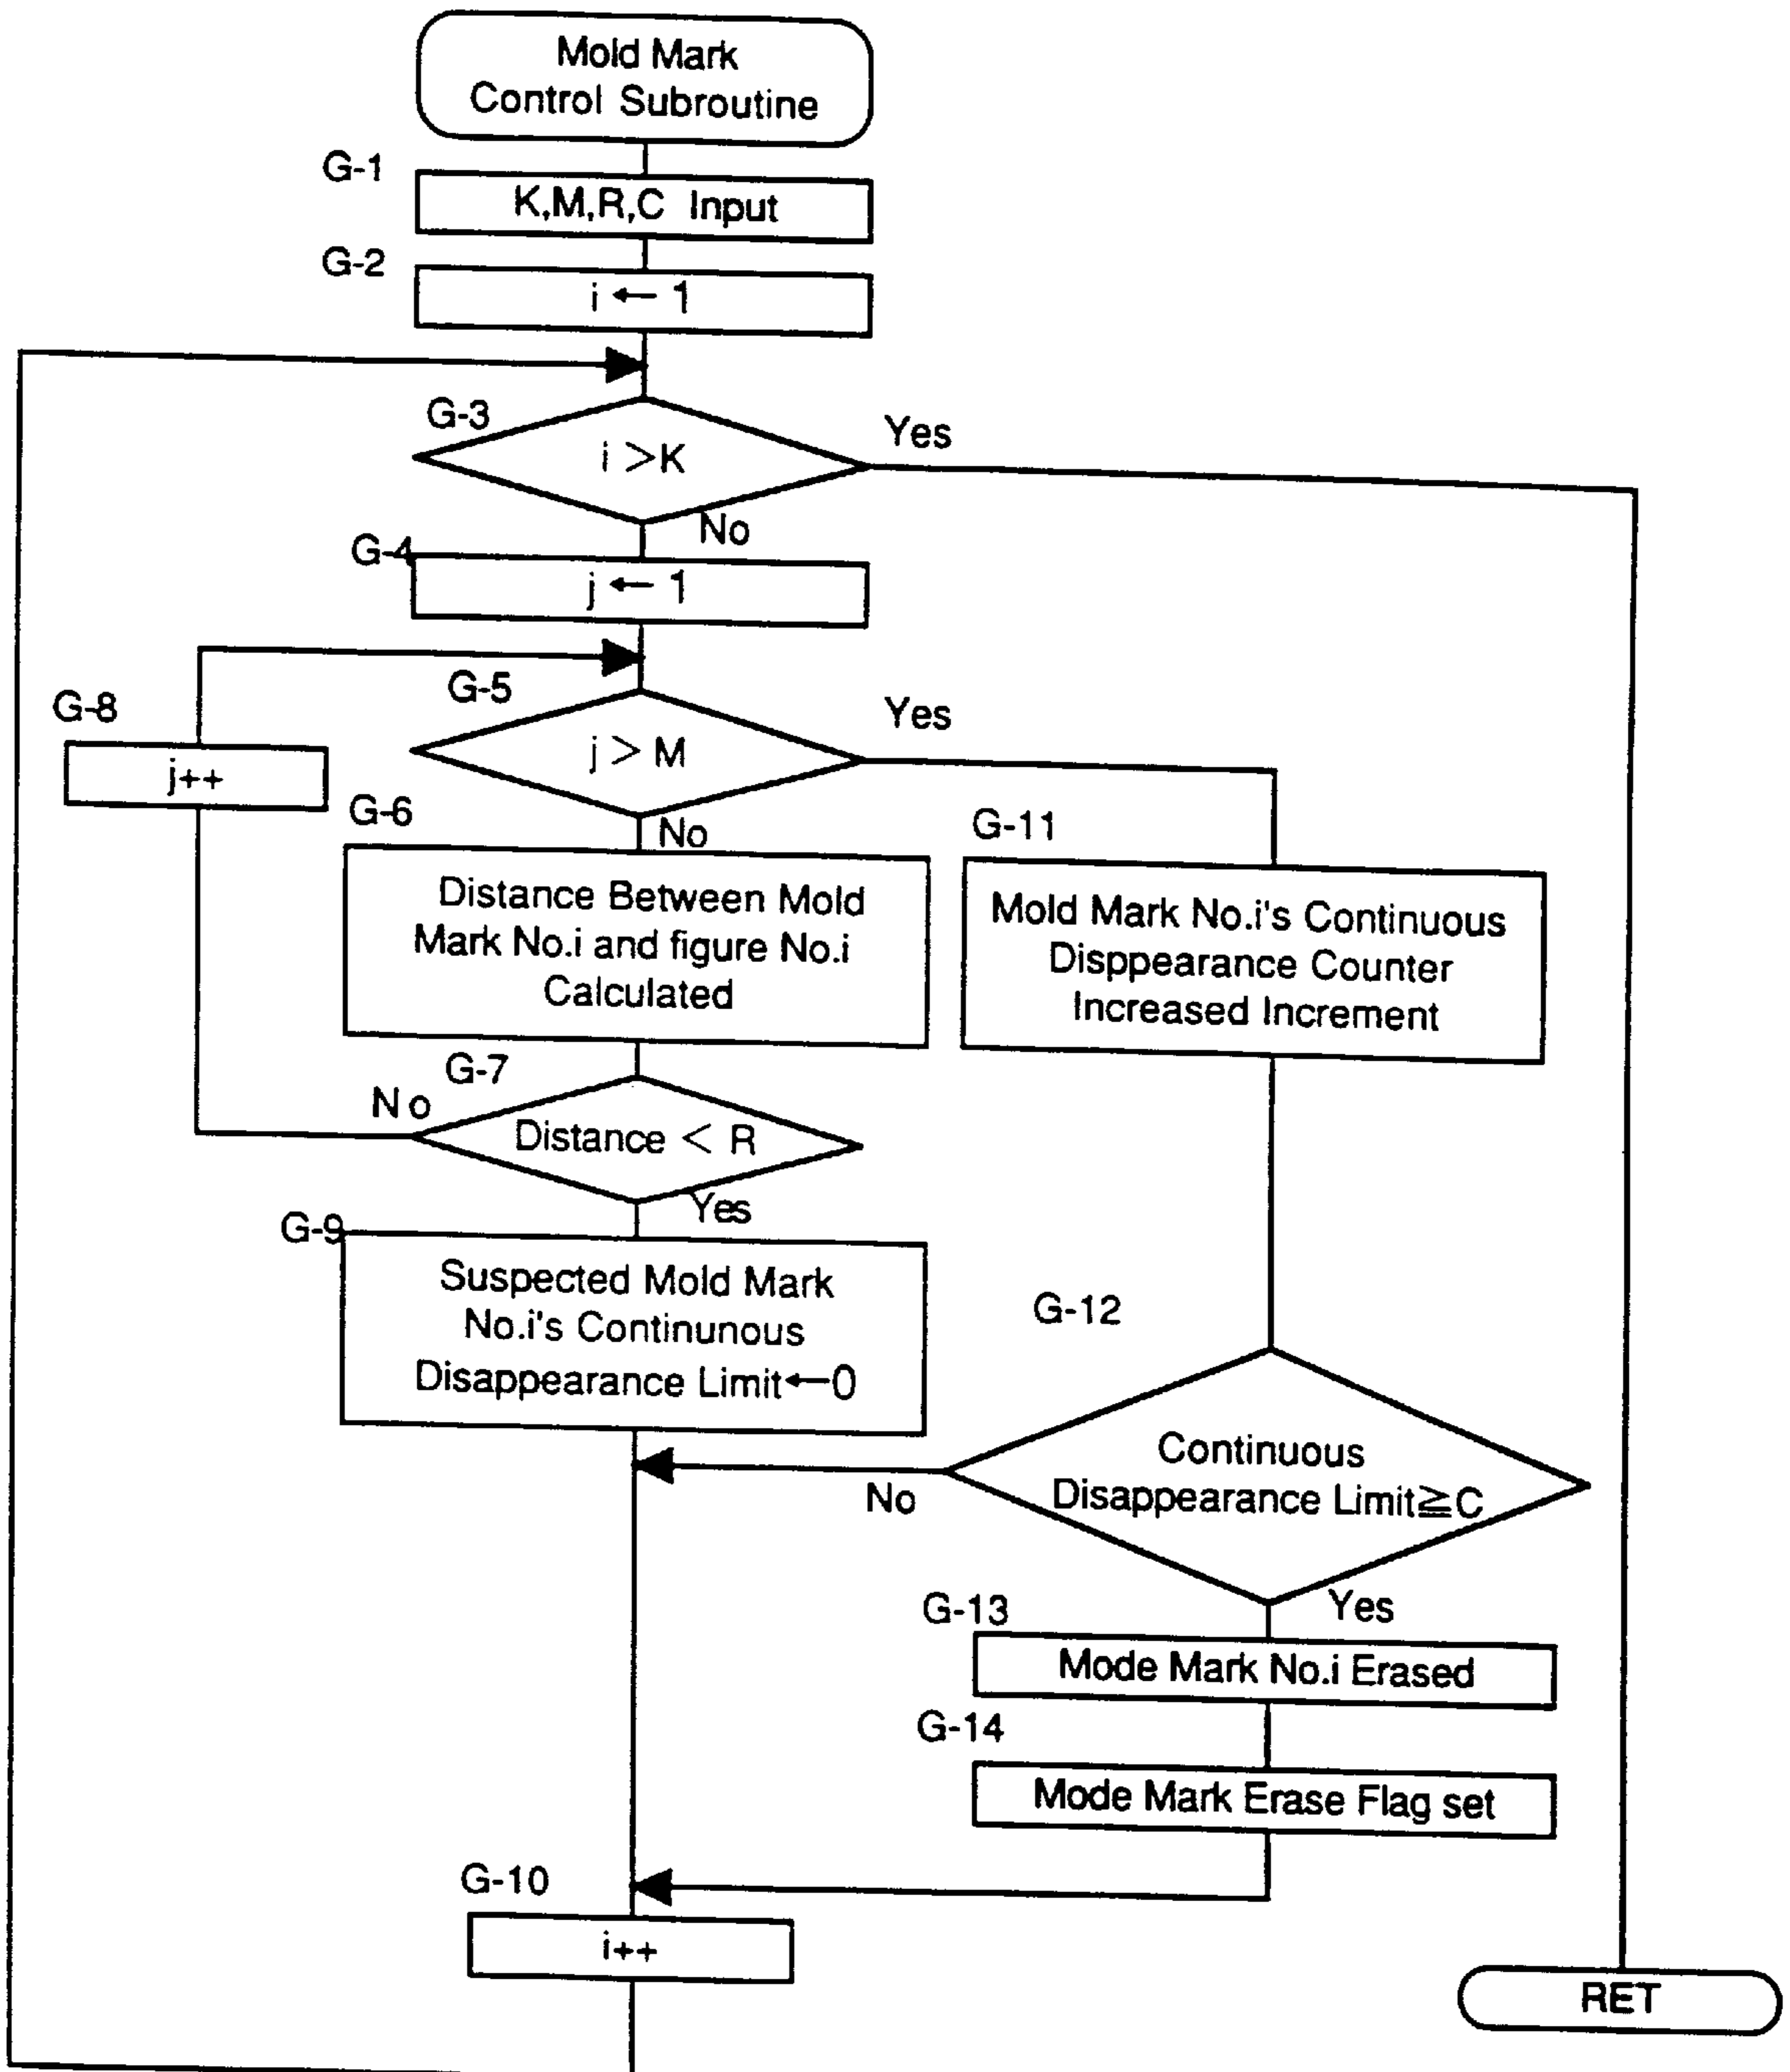 Mold Mark
Control Subroutine
G-1
K,M,R,C Input
G-2
i ← 1
G-3
i >K
Yes
No
G-4
j ← 1
G-5
j > M
Yes
G-8
j++
G-6
No
Distance Between Mold
Mark No.i and figure No.i
Calculated
G-11
Mold Mark No.i's Continuous
Disppearance Counter
Increased Increment
G-7
No
Distance < R
Yes
G-9
Suspected Mold Mark
No.i's Continunous
Disappearance Limit←0
G-12
Continuous
Disappearance Limit≧C
No
Yes
G-13
Mode Mark No.i Erased
G-14
Mode Mark Erase Flag set
G-10
i++
RET